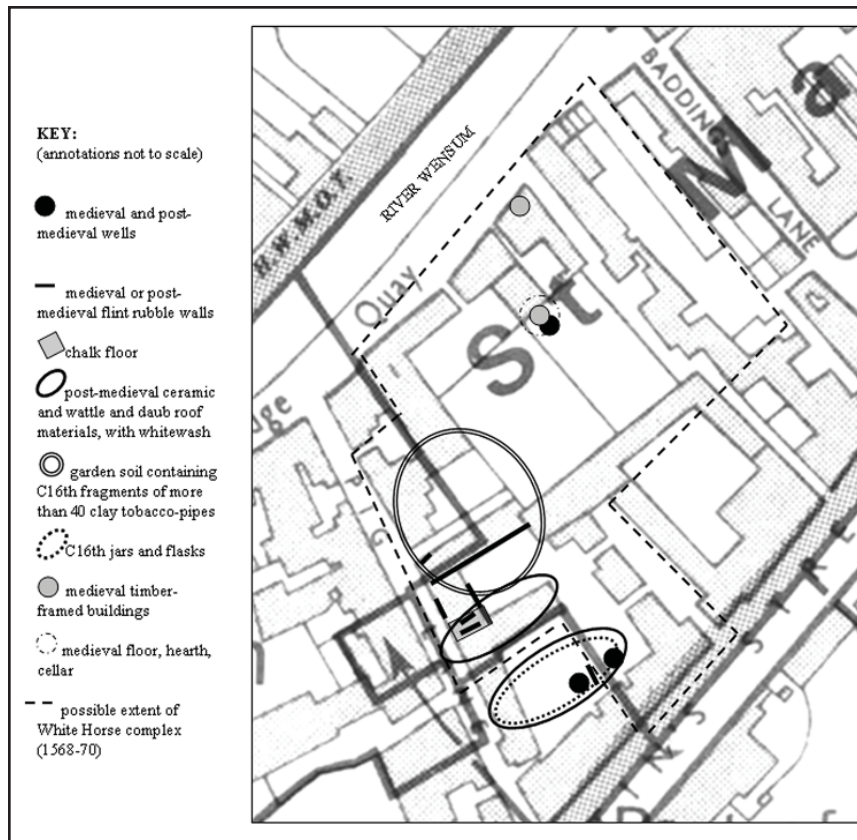 KEY:
(annotations not to scale)
medieval and post-
medieval wells
medieval or post-
medieval flint rubble walls
chalk floor
post-medieval ceramic
and wattle and daub roof
materials, with whitewash
garden soil containing
C16th fragments of more
than 40 clay tobacco-pipes
C16th jars and flasks
medieval timber-
framed buildings
medieval floor, hearth,
cellar
possible extent of
White Horse complex
(1568-70)
H.W.M.O.T.
RIVER WENSUM
Quay
BADDINGS
LANE
M a
St